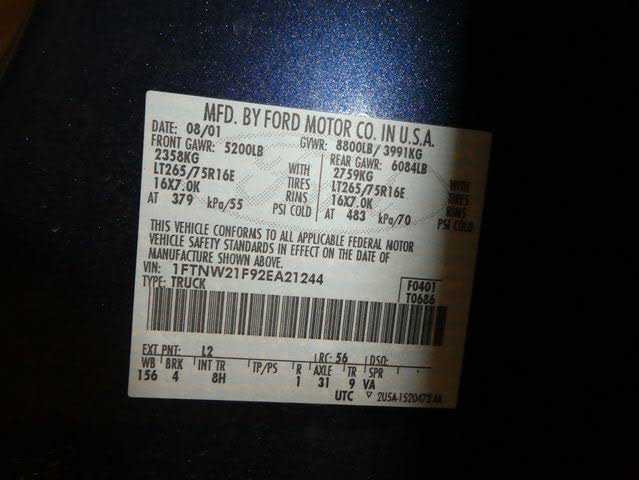 MFD. BY FORD MOTOR CO. IN U.S.A.
DATE: 08/01 GVWR: 8800LB/ 3991KG
FRONT GAWR: 5200LB REAR GAWR: 6084LB
2358KG WITH 2759KG WITH
LT265/75R16E TIRES LT265/75R16E TIRES
16X7.0K RINS 16X7.0K RINS
AT 379 kPa/55 PSI COLD AT 483 kPa/70 PSI COLD
THIS VEHICLE CONFORMS TO ALL APPLICABLE FEDERAL MOTOR
VEHICLE SAFETY STANDARDS IN EFFECT ON THE DATE OF
MANUFACTURE SHOWN ABOVE.
VIN: 1FTNW21F92EA21244 F0401
TYPE: TRUCK T0686
EXT PNT: L2 RC: 56 DSO:
WB BRK INT TR TP/PS R AXLE TR SPR
156 4 8H 1 31 9 VA
UTC